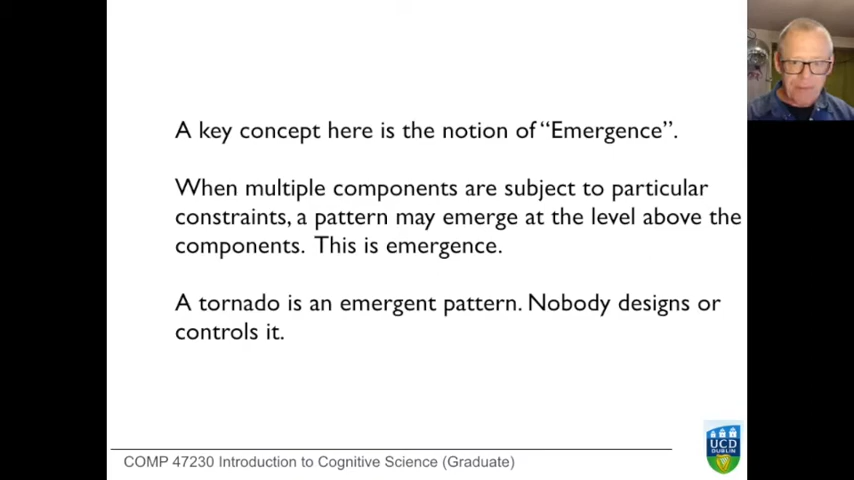 A key concept here is the notion of “Emergence”.
When multiple components are subject to particular
constraints, a pattern may emerge at the level above the
components. This is emergence.
A tornado is an emergent pattern. Nobody designs or
controls it.
COMP 47230 Introduction to Cognitive Science (Graduate)
UCD
DUBLIN